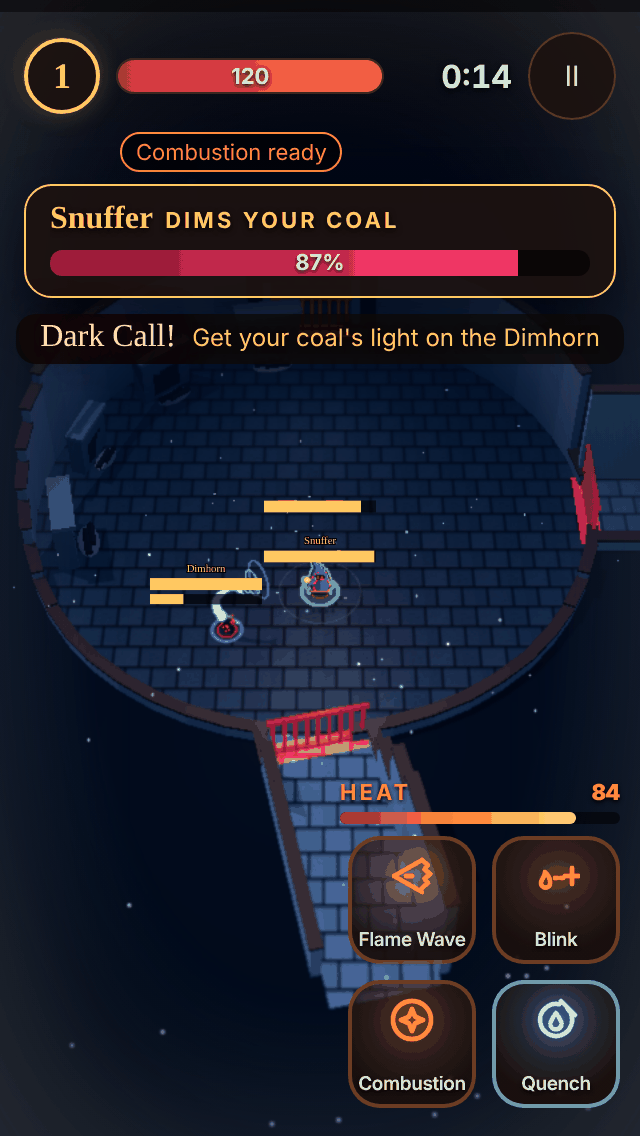 1
120
0:14
Combustion ready
Snuffer DIMS YOUR COAL
87%
Dark Call! Get your coal's light on the Dimhorn
Snuffer
Dimhorn
HEAT 84
Flame Wave
Blink
Combustion
Quench